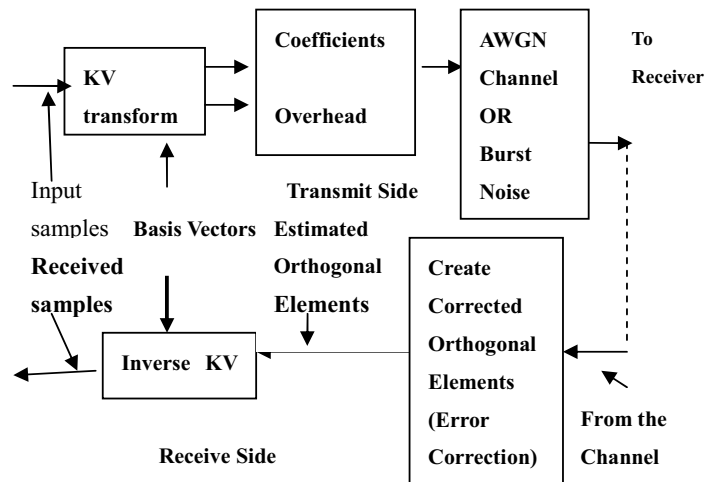 KV
transform
Coefficients
Overhead
AWGN
Channel
OR
Burst
Noise
To
Receiver
Input
samples
Transmit Side
Basis Vectors
Received
samples
Estimated
Orthogonal
Elements
Inverse KV
Create
Corrected
Orthogonal
Elements
(Error
Correction)
From the
Channel
Receive Side